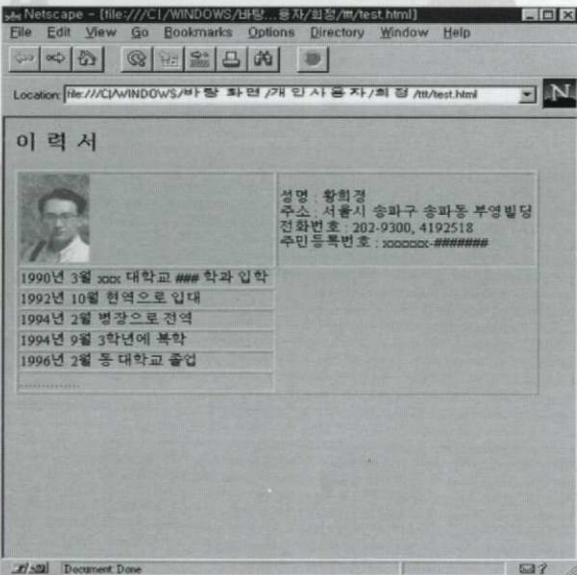 Netscape - [file:///C|/WINDOWS/바탕...용자/희정/ttt/test.html]
File Edit View Go Bookmarks Options Directory Window Help
Location: file:///C|/WINDOWS/바탕 화면/개인사용자/희정/ttt/test.html
N
이 력 서
성명 : 황희정
주소 : 서울시 송파구 송파동 부영빌딩
전화번호 : 202-9300, 4192518
주민등록번호 : xxxxxx-#######
1990년 3월 xxx 대학교 ### 학과 입학
1992년 10월 현역으로 입대
1994년 2월 병장으로 전역
1994년 9월 3학년에 복학
1996년 2월 동 대학교 졸업
..............
Document Done